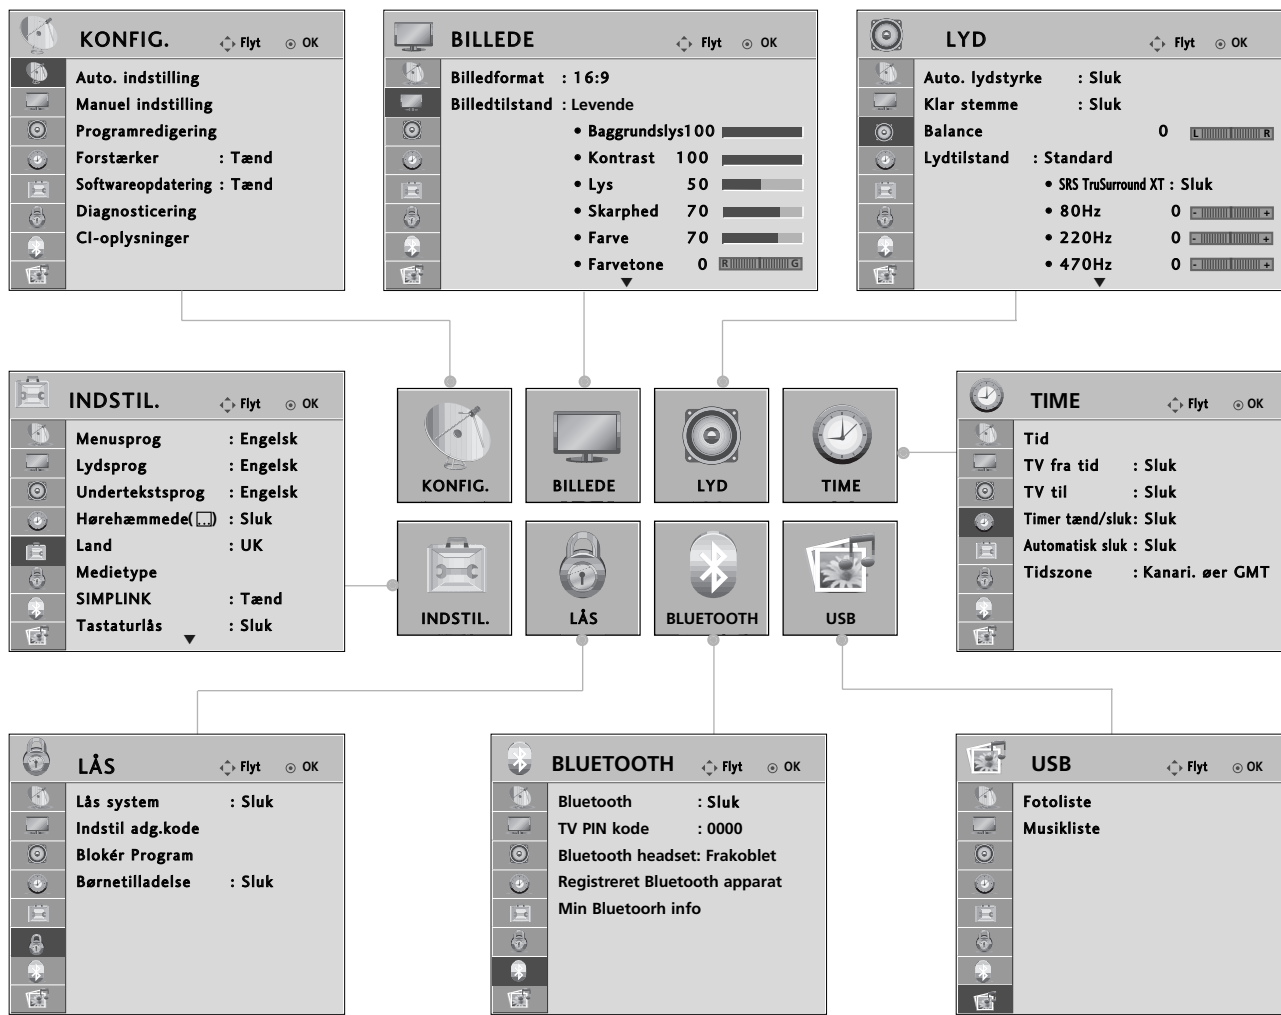 KONFIG. Flyt OK
Auto. indstilling
Manuel indstilling
Programredigering
Forstærker : Tænd
Softwareopdatering : Tænd
Diagnosticering
CI-oplysninger
BILLEDE Flyt OK
Billedformat : 16:9
Billedtilstand : Levende
• Baggrundslys100
• Kontrast 100
• Lys 50
• Skarphed 70
• Farve 70
• Farvetone 0 R G
LYD Flyt OK
Auto. lydstyrke : Sluk
Klar stemme : Sluk
Balance 0 L R
Lydtilstand : Standard
• SRS TruSurround XT : Sluk
• 80Hz 0 - +
• 220Hz 0 - +
• 470Hz 0 - +
INDSTIL. Flyt OK
Menusprog : Engelsk
Lydsprog : Engelsk
Undertekstsprog : Engelsk
Hørehæmmede( ) : Sluk
Land : UK
Medietype
SIMPLINK : Tænd
Tastaturlås : Sluk
KONFIG. BILLEDE LYD TIME
INDSTIL. LÅS BLUETOOTH USB
TIME Flyt OK
Tid
TV fra tid : Sluk
TV til : Sluk
Timer tænd/sluk: Sluk
Automatisk sluk : Sluk
Tidszone : Kanari. øer GMT
LÅS Flyt OK
Lås system : Sluk
Indstil adg.kode
Blokér Program
Børnetilladelse : Sluk
BLUETOOTH Flyt OK
Bluetooth : Sluk
TV PIN kode : 0000
Bluetooth headset: Frakoblet
Registreret Bluetooth apparat
Min Bluetoorh info
USB Flyt OK
Fotoliste
Musikliste